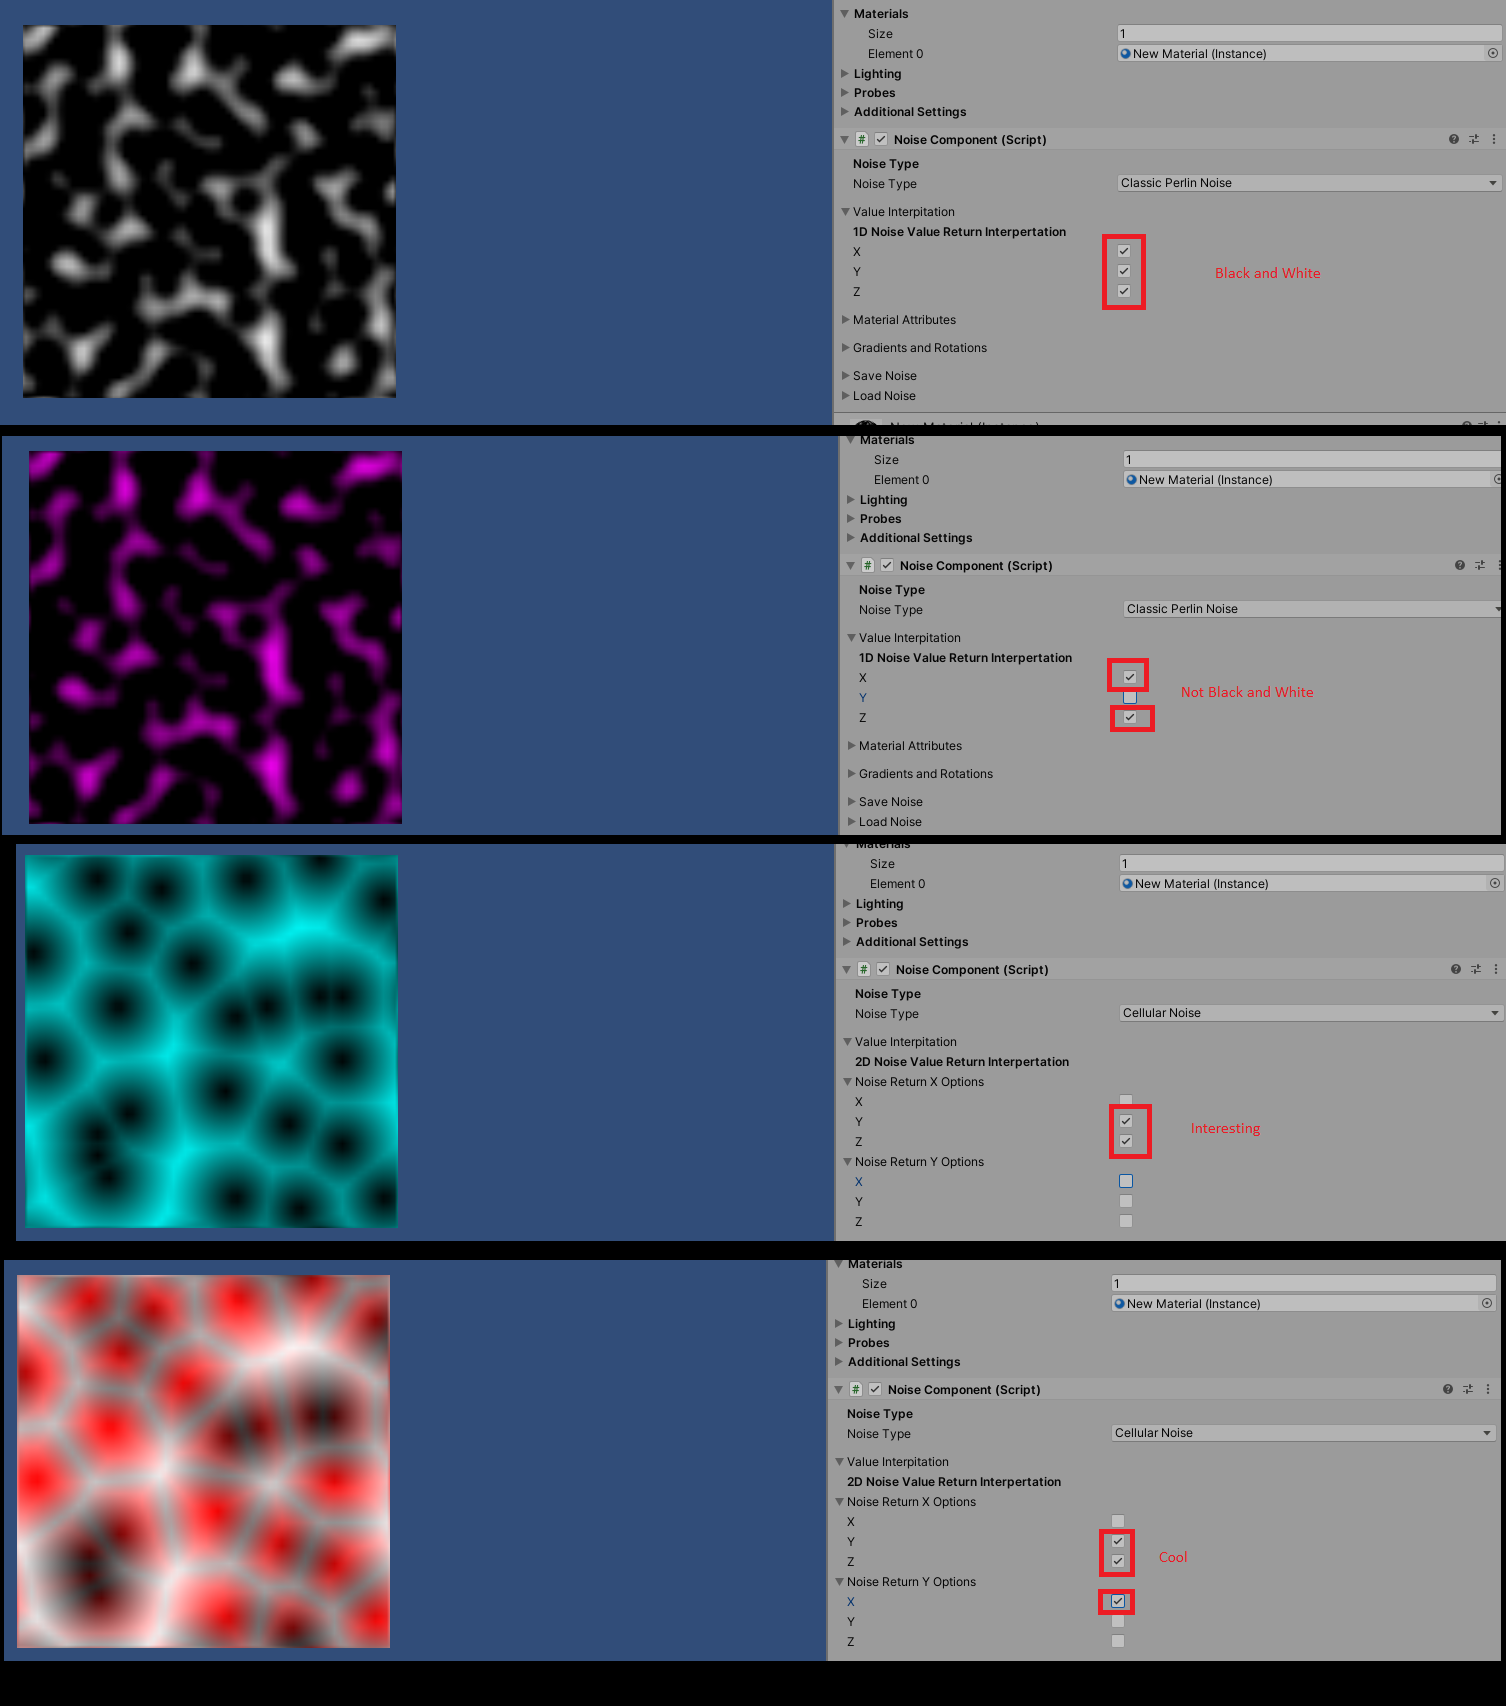 Materials
Size 1
Element 0 New Material (Instance)
Lighting
Probes
Additional Settings
# Noise Component (Script)
Noise Type
Noise Type Classic Perlin Noise
Value Interpitation
1D Noise Value Return Interpertation
X
Y Black and White
Z
Material Attributes
Gradients and Rotations
Save Noise
Load Noise
Materials
Size 1
Element 0 New Material (Instance)
Lighting
Probes
Additional Settings
# Noise Component (Script)
Noise Type
Noise Type Classic Perlin Noise
Value Interpitation
1D Noise Value Return Interpertation
X
Y Not Black and White
Z
Material Attributes
Gradients and Rotations
Save Noise
Load Noise
Materials
Size 1
Element 0 New Material (Instance)
Lighting
Probes
Additional Settings
# Noise Component (Script)
Noise Type
Noise Type Cellular Noise
Value Interpitation
2D Noise Value Return Interpertation
Noise Return X Options
X
Y Interesting
Z
Noise Return Y Options
X
Y
Z
Materials
Size 1
Element 0 New Material (Instance)
Lighting
Probes
Additional Settings
# Noise Component (Script)
Noise Type
Noise Type Cellular Noise
Value Interpitation
2D Noise Value Return Interpertation
Noise Return X Options
X
Y
Z Cool
Noise Return Y Options
X
Y
Z